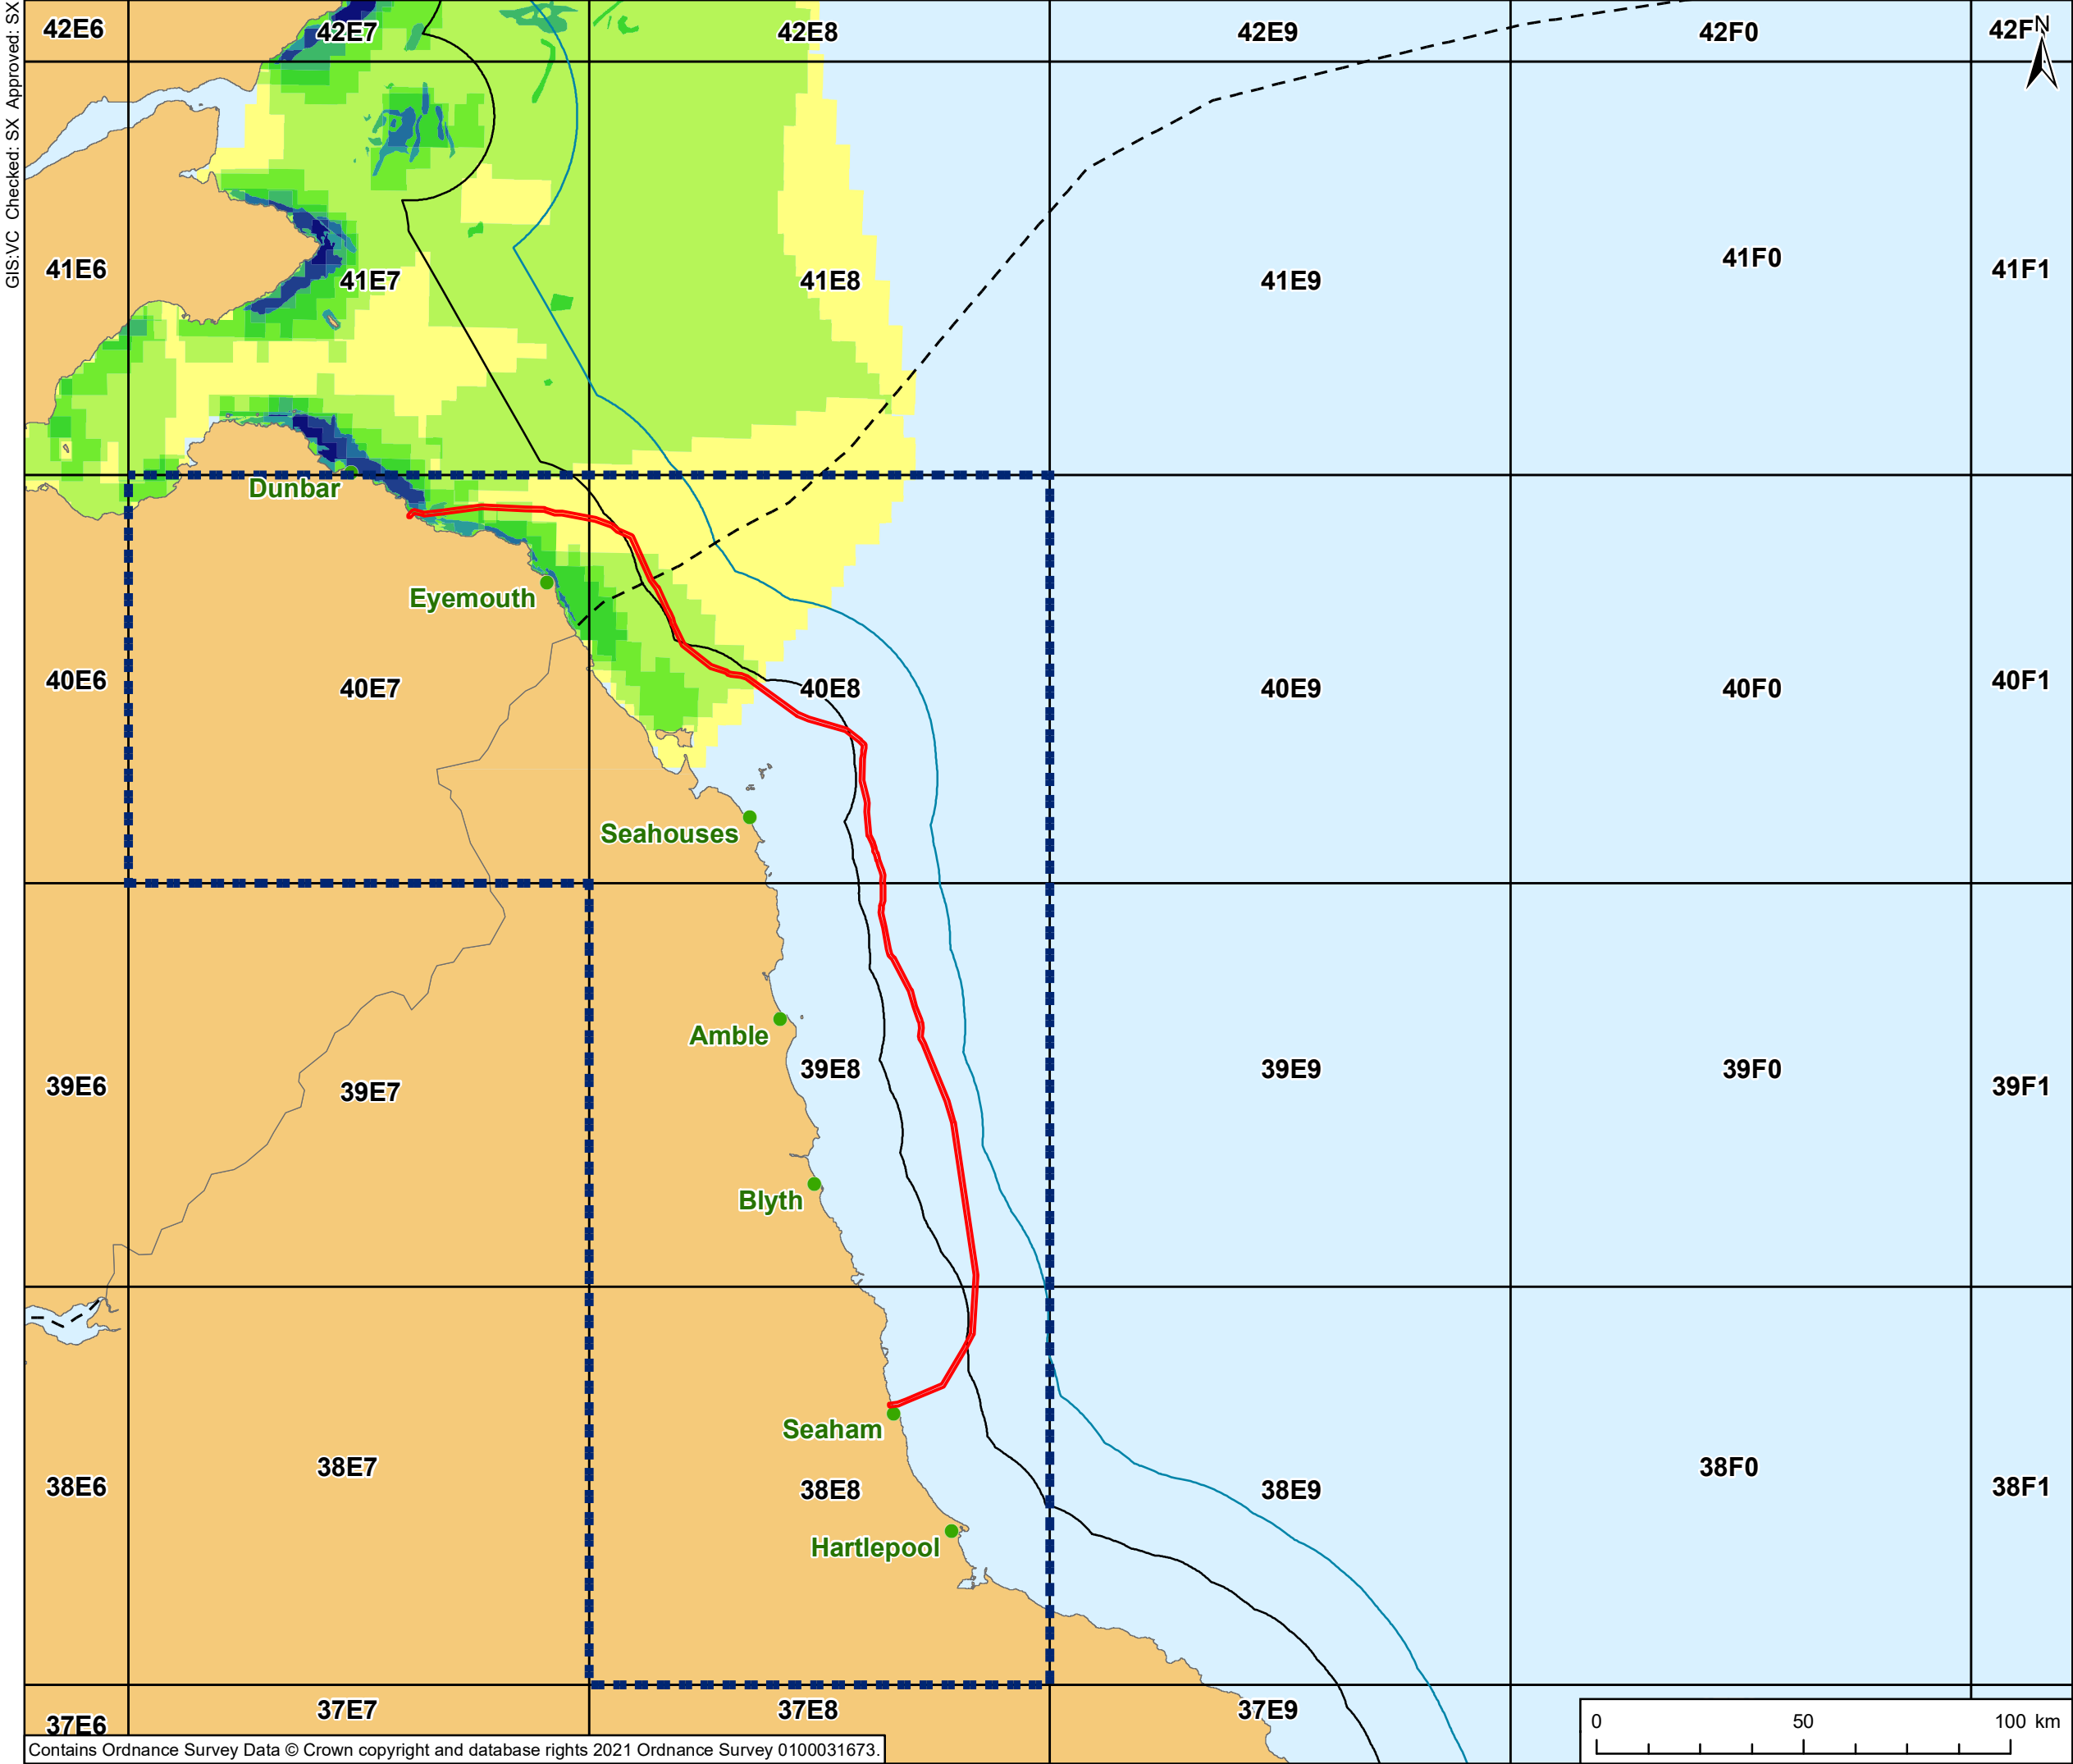 GIS:VC Checked: SX Approved: SX
42E6
42E7
42E8
42E9
42F0
42F
N
41E6
41E7
41E8
41E9
41F0
41F1
Dunbar
Eyemouth
40E6
40E7
40E8
40E9
40F0
40F1
Seahouses
Amble
39E6
39E7
39E8
39E9
39F0
39F1
Blyth
Seaham
38E6
38E7
38E8
38E9
38F0
38F1
Hartlepool
37E6
37E7
37E8
37E9
0 50 100 km
Contains Ordnance Survey Data © Crown copyright and database rights 2021 Ordnance Survey 0100031673.